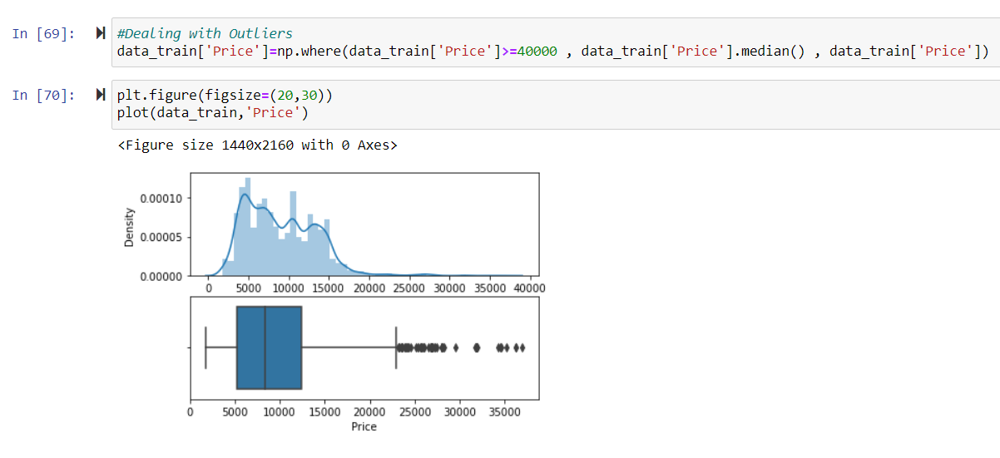 In [69]:
#Dealing with Outliers
data_train['Price']=np.where(data_train['Price']>=40000 , data_train['Price'].median() , data_train['Price'])
In [70]:
plt.figure(figsize=(20,30))
plot(data_train,'Price')
<Figure size 1440x2160 with 0 Axes>
Density
0.00010
0.00005
0.00000
0 5000 10000 15000 20000 25000 30000 35000 40000
0 5000 10000 15000 20000 25000 30000 35000
Price